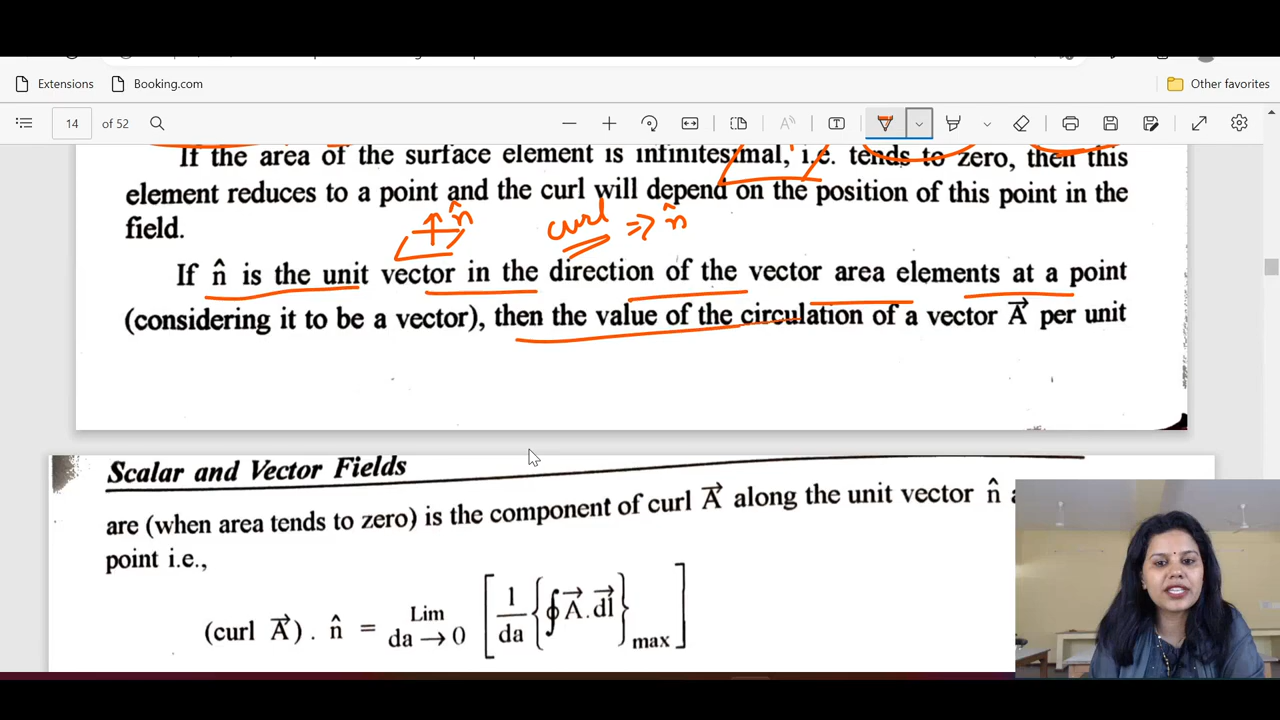 Extensions
Booking.com
Other favorites
14
of 52
If the area of the surface element is infinitesimal, i.e. tends to zero, then this
element reduces to a point and the curl will depend on the position of this point in the
field.
n̂
curl ⇒ n̂
If n̂ is the unit vector in the direction of the vector area elements at a point
(considering it to be a vector), then the value of the circulation of a vector A⃗ per unit
Scalar and Vector Fields
are (when area tends to zero) is the component of curl A⃗ along the unit vector n̂
point i.e.,
(curl A⃗) . n̂ = Lim da → 0 [ 1/da { ∮ A⃗ . dl⃗ } max ]